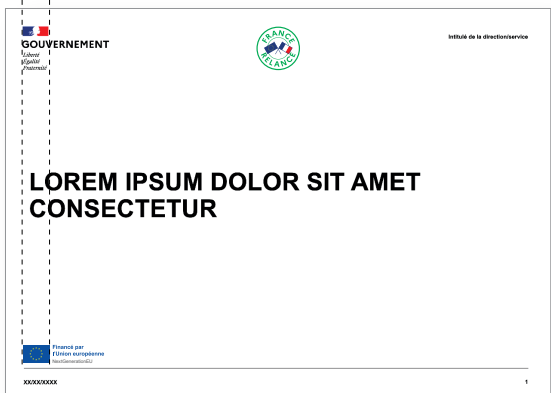 GOUVERNEMENT
Liberté
Égalité
Fraternité
FRANCE
RELANCE
Intitulé de la direction/service
LOREM IPSUM DOLOR SIT AMET
CONSECTETUR
Financé par
l'Union européenne
NextGenerationEU
XX/XX/XXXX
1